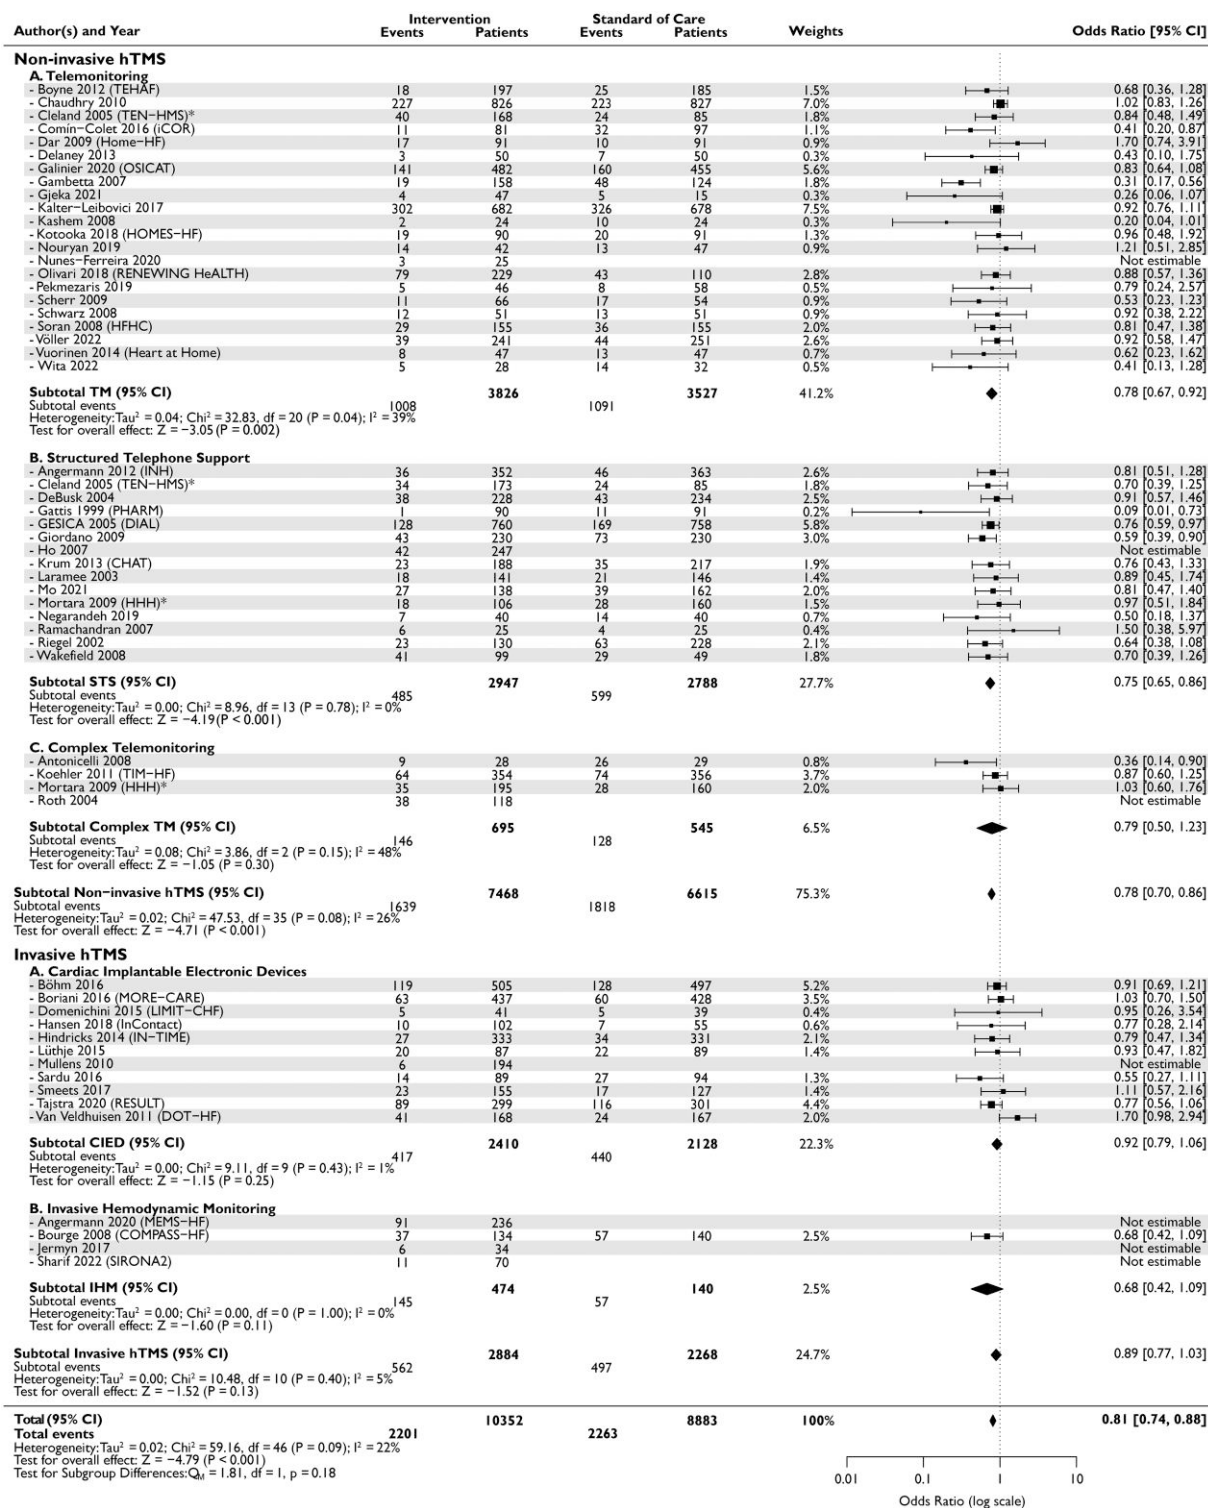 Intervention Standard of Care
Author(s) and Year Events Patients Events Patients Weights Odds Ratio [95% CI]
Non-invasive hTMS
A. Telemonitoring
- Boyne 2012 (TEHAF) 18 197 25 185 1.5% 0.68 [0.36, 1.28]
- Chaudhry 2010 227 826 223 827 7.0% 1.02 [0.83, 1.26]
- Cleland 2005 (TEN−HMS)* 40 168 24 85 1.8% 0.84 [0.48, 1.49]
- Comín-Colet 2016 (iCOR) 11 81 32 97 1.1% 0.41 [0.20, 0.87]
- Dar 2009 (Home−HF) 17 91 10 91 0.9% 1.70 [0.74, 3.91]
- Delaney 2013 3 50 7 50 0.3% 0.43 [0.10, 1.75]
- Galinier 2020 (OSICAT) 141 482 160 455 5.6% 0.83 [0.64, 1.08]
- Gambetta 2007 19 158 48 124 1.8% 0.31 [0.17, 0.56]
- Gjeka 2021 4 47 5 15 0.3% 0.26 [0.06, 1.07]
- Kalter−Leibovici 2017 302 682 326 678 7.5% 0.92 [0.76, 1.11]
- Kashem 2008 2 24 10 24 0.3% 0.20 [0.04, 1.01]
- Kotooka 2018 (HOMES−HF) 19 90 20 91 1.3% 0.96 [0.48, 1.92]
- Nouryan 2019 14 42 13 47 0.9% 1.21 [0.51, 2.85]
- Nunes−Ferreira 2020 3 25 Not estimable
- Olivari 2018 (RENEWING HeALTH) 79 229 43 110 2.8% 0.88 [0.57, 1.36]
- Pekmezaris 2019 5 46 8 58 0.5% 0.79 [0.24, 2.57]
- Scherr 2009 11 66 17 54 0.9% 0.53 [0.23, 1.23]
- Schwarz 2008 12 51 13 51 0.9% 0.92 [0.38, 2.22]
- Soran 2008 (HFHC) 29 155 36 155 2.0% 0.81 [0.47, 1.38]
- Völler 2022 39 241 44 251 2.6% 0.92 [0.58, 1.47]
- Vuorinen 2014 (Heart at Home) 8 47 13 47 0.7% 0.62 [0.23, 1.62]
- Wita 2022 5 28 14 32 0.5% 0.41 [0.13, 1.28]
Subtotal TM (95% CI) 3826 3527 41.2% 0.78 [0.67, 0.92]
Subtotal events 1008 1091
Heterogeneity:Tau² = 0.04; Chi² = 32.83, df = 20 (P = 0.04); I² = 39%
Test for overall effect: Z = −3.05 (P = 0.002)
B. Structured Telephone Support
- Angermann 2012 (INH) 36 352 46 363 2.6% 0.81 [0.51, 1.28]
- Cleland 2005 (TEN−HMS)* 34 173 24 85 1.8% 0.70 [0.39, 1.25]
- DeBusk 2004 38 228 43 234 2.5% 0.91 [0.57, 1.46]
- Gattis 1999 (PHARM) 1 90 11 91 0.2% 0.09 [0.01, 0.73]
- GESICA 2005 (DIAL) 128 760 169 758 5.8% 0.76 [0.59, 0.97]
- Giordano 2009 43 230 73 230 3.0% 0.59 [0.39, 0.90]
- Ho 2007 42 247 Not estimable
- Krum 2013 (CHAT) 23 188 35 217 1.9% 0.76 [0.43, 1.33]
- Laramee 2003 18 141 21 146 1.4% 0.89 [0.45, 1.74]
- Mo 2021 27 138 39 162 2.0% 0.81 [0.47, 1.40]
- Mortara 2009 (HHH)* 18 106 28 160 1.5% 0.97 [0.51, 1.84]
- Negarandeh 2019 7 40 14 40 0.7% 0.50 [0.18, 1.37]
- Ramachandran 2007 6 25 4 25 0.4% 1.50 [0.38, 5.97]
- Riegel 2002 23 130 63 228 2.1% 0.64 [0.38, 1.08]
- Wakefield 2008 41 99 29 49 1.8% 0.70 [0.39, 1.26]
Subtotal STS (95% CI) 2947 2788 27.7% 0.75 [0.65, 0.86]
Subtotal events 485 599
Heterogeneity:Tau² = 0.00; Chi² = 8.96, df = 13 (P = 0.78); I² = 0%
Test for overall effect: Z = −4.19(P < 0.001)
C. Complex Telemonitoring
- Antonicelli 2008 9 28 26 29 0.8% 0.36 [0.14, 0.90]
- Koehler 2011 (TIM−HF) 64 354 74 356 3.7% 0.87 [0.60, 1.25]
- Mortara 2009 (HHH)* 35 195 28 160 2.0% 1.03 [0.60, 1.76]
- Roth 2004 38 118 Not estimable
Subtotal Complex TM (95% CI) 695 545 6.5% 0.79 [0.50, 1.23]
Subtotal events 146 128
Heterogeneity:Tau² = 0.08; Chi² = 3.86, df = 2 (P = 0.15); I² = 48%
Test for overall effect: Z = −1.05 (P = 0.30)
Subtotal Non−invasive hTMS (95% CI) 7468 6615 75.3% 0.78 [0.70, 0.86]
Subtotal events 1639 1818
Heterogeneity:Tau² = 0.02; Chi² = 47.53, df = 35 (P = 0.08); I² = 26%
Test for overall effect: Z = −4.71 (P < 0.001)
Invasive hTMS
A. Cardiac Implantable Electronic Devices
- Böhm 2016 119 505 128 497 5.2% 0.91 [0.69, 1.21]
- Boriani 2016 (MORE−CARE) 63 437 60 428 3.5% 1.03 [0.70, 1.50]
- Domenichini 2015 (LIMIT−CHF) 5 41 5 39 0.4% 0.95 [0.26, 3.54]
- Hansen 2018 (InContact) 10 102 7 55 0.6% 0.77 [0.28, 2.14]
- Hindricks 2014 (IN−TIME) 27 333 34 331 2.1% 0.79 [0.47, 1.34]
- Lüthje 2015 20 87 22 89 1.4% 0.93 [0.47, 1.82]
- Mullens 2010 6 194 Not estimable
- Sardu 2016 14 89 27 94 1.3% 0.55 [0.27, 1.11]
- Smeets 2017 23 155 17 127 1.4% 1.11 [0.57, 2.16]
- Tajstra 2020 (RESULT) 89 299 116 301 4.4% 0.77 [0.56, 1.06]
- Van Veldhuisen 2011 (DOT−HF) 41 168 24 167 2.0% 1.70 [0.98, 2.94]
Subtotal CIED (95% CI) 2410 2128 22.3% 0.92 [0.79, 1.06]
Subtotal events 417 440
Heterogeneity:Tau² = 0.00; Chi² = 9.11, df = 9 (P = 0.43); I² = 1%
Test for overall effect: Z = −1.15 (P = 0.25)
B. Invasive Hemodynamic Monitoring
- Angermann 2020 (MEMS−HF) 91 236 Not estimable
- Bourge 2008 (COMPASS−HF) 37 134 57 140 2.5% 0.68 [0.42, 1.09]
- Jermyn 2017 6 34 Not estimable
- Sharif 2022 (SIRONA2) 11 70 Not estimable
Subtotal IHM (95% CI) 474 140 2.5% 0.68 [0.42, 1.09]
Subtotal events 145 57
Heterogeneity:Tau² = 0.00; Chi² = 0.00, df = 0 (P = 1.00); I² = 0%
Test for overall effect: Z = −1.60 (P = 0.11)
Subtotal Invasive hTMS (95% CI) 2884 2268 24.7% 0.89 [0.77, 1.03]
Subtotal events 562 497
Heterogeneity:Tau² = 0.00; Chi² = 10.48, df = 10 (P = 0.40); I² = 5%
Test for overall effect: Z = −1.52 (P = 0.13)
Total (95% CI) 10352 8883 100% 0.81 [0.74, 0.88]
Total events 2201 2263
Heterogeneity:Tau² = 0.02; Chi² = 59.16, df = 46 (P = 0.09); I² = 22%
Test for overall effect: Z = −4.79 (P < 0.001)
Test for Subgroup Differences:Q_M = 1.81, df = 1, p = 0.18
0.01 0.1 1 10
Odds Ratio (log scale)